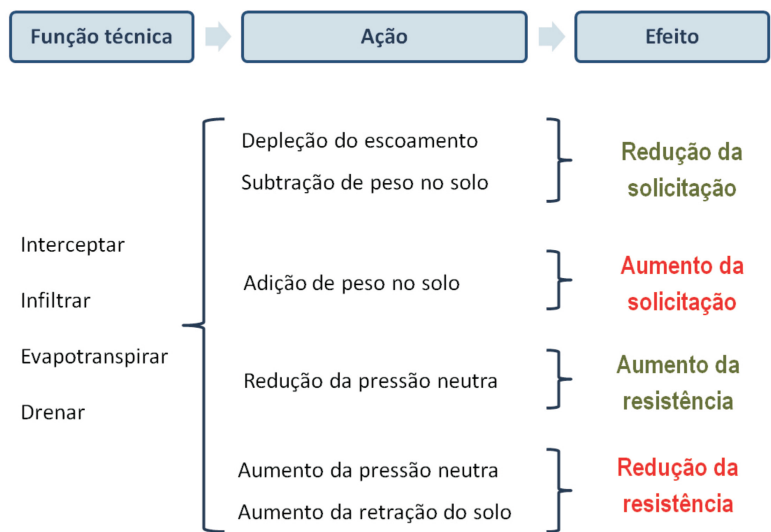 Função técnica
Ação
Efeito
Interceptar
Infiltrar
Evapotranspirar
Drenar
Depleção do escoamento
Subtração de peso no solo
Redução da
solicitação
Adição de peso no solo
Aumento da
solicitação
Redução da pressão neutra
Aumento da
resistência
Aumento da pressão neutra
Aumento da retração do solo
Redução da
resistência